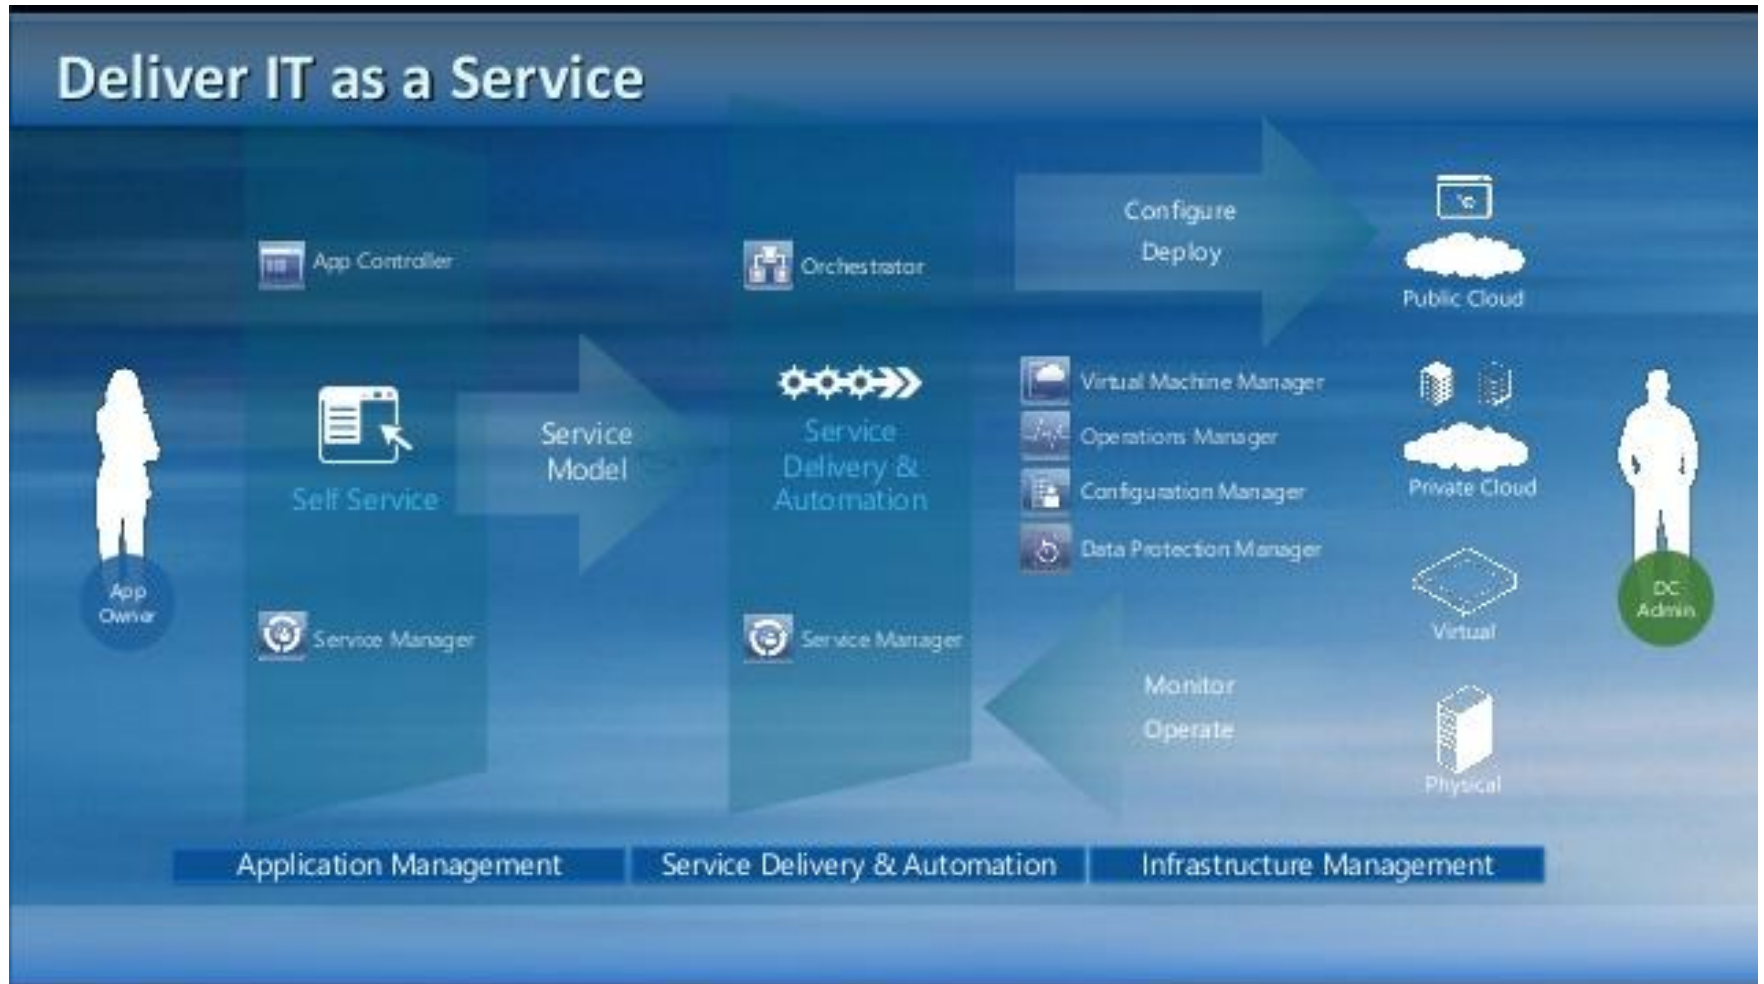 Deliver IT as a Service
App Controller
Self Service
Service Manager
App
Owner
Service
Model
Orchestrator
Service
Delivery &
Automation
Service Manager
Configure
Deploy
Virtual Machine Manager
Operations Manager
Configuration Manager
Data Protection Manager
Monitor
Operate
Public Cloud
Private Cloud
Virtual
Physical
DC
Admin
Application Management
Service Delivery & Automation
Infrastructure Management